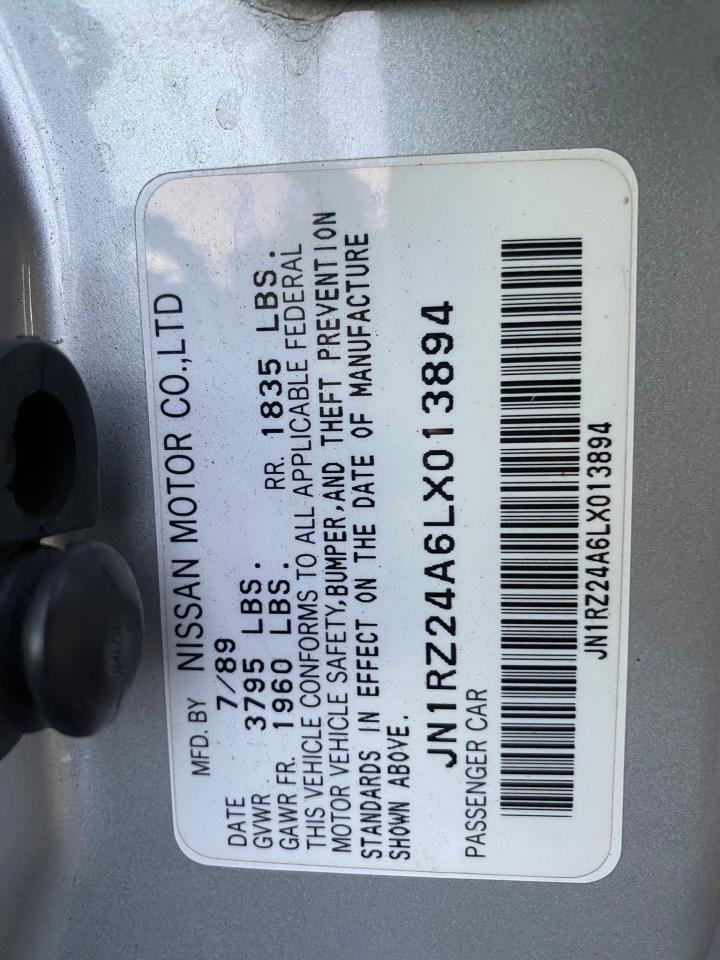 MFD. BY NISSAN MOTOR CO.,LTD
DATE 7/89
GVWR 3795 LBS.
GAWR FR. 1960 LBS. RR. 1835 LBS.
THIS VEHICLE CONFORMS TO ALL APPLICABLE FEDERAL
MOTOR VEHICLE SAFETY,BUMPER,AND THEFT PREVENTION
STANDARDS IN EFFECT ON THE DATE OF MANUFACTURE
SHOWN ABOVE.
JN1RZ24A6LX013894
PASSENGER CAR
JN1RZ24A6LX013894